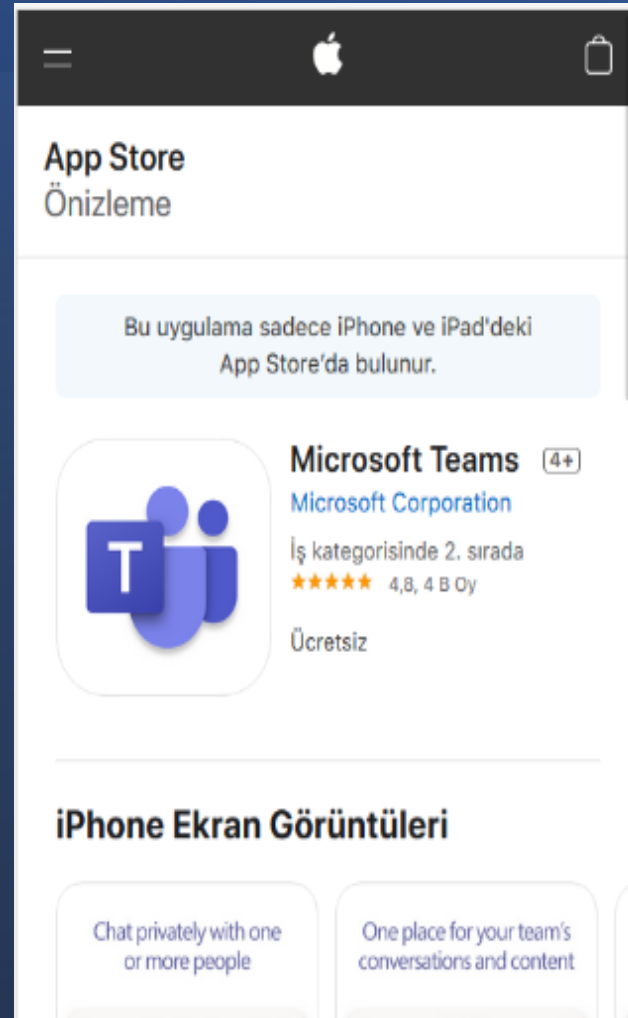 App Store
Önizleme
Bu uygulama sadece iPhone ve iPad'deki
App Store’da bulunur.
Microsoft Teams 4+
Microsoft Corporation
İş kategorisinde 2. sırada
★★★★★ 4,8, 4 B Oy
Ücretsiz
T
iPhone Ekran Görüntüleri
Chat privately with one
or more people
One place for your team's
conversations and content